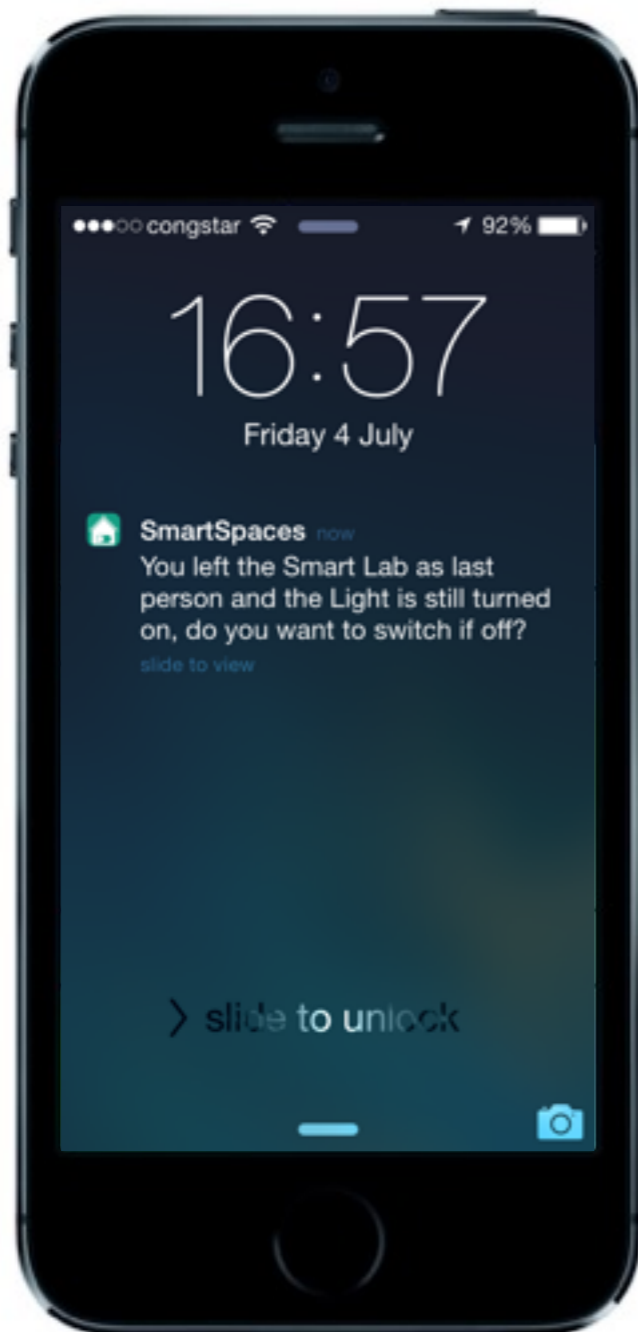 congstar 92%
16:57
Friday 4 July
SmartSpaces now
You left the Smart Lab as last
person and the Light is still turned
on, do you want to switch if off?
slide to view
> slide to unlock